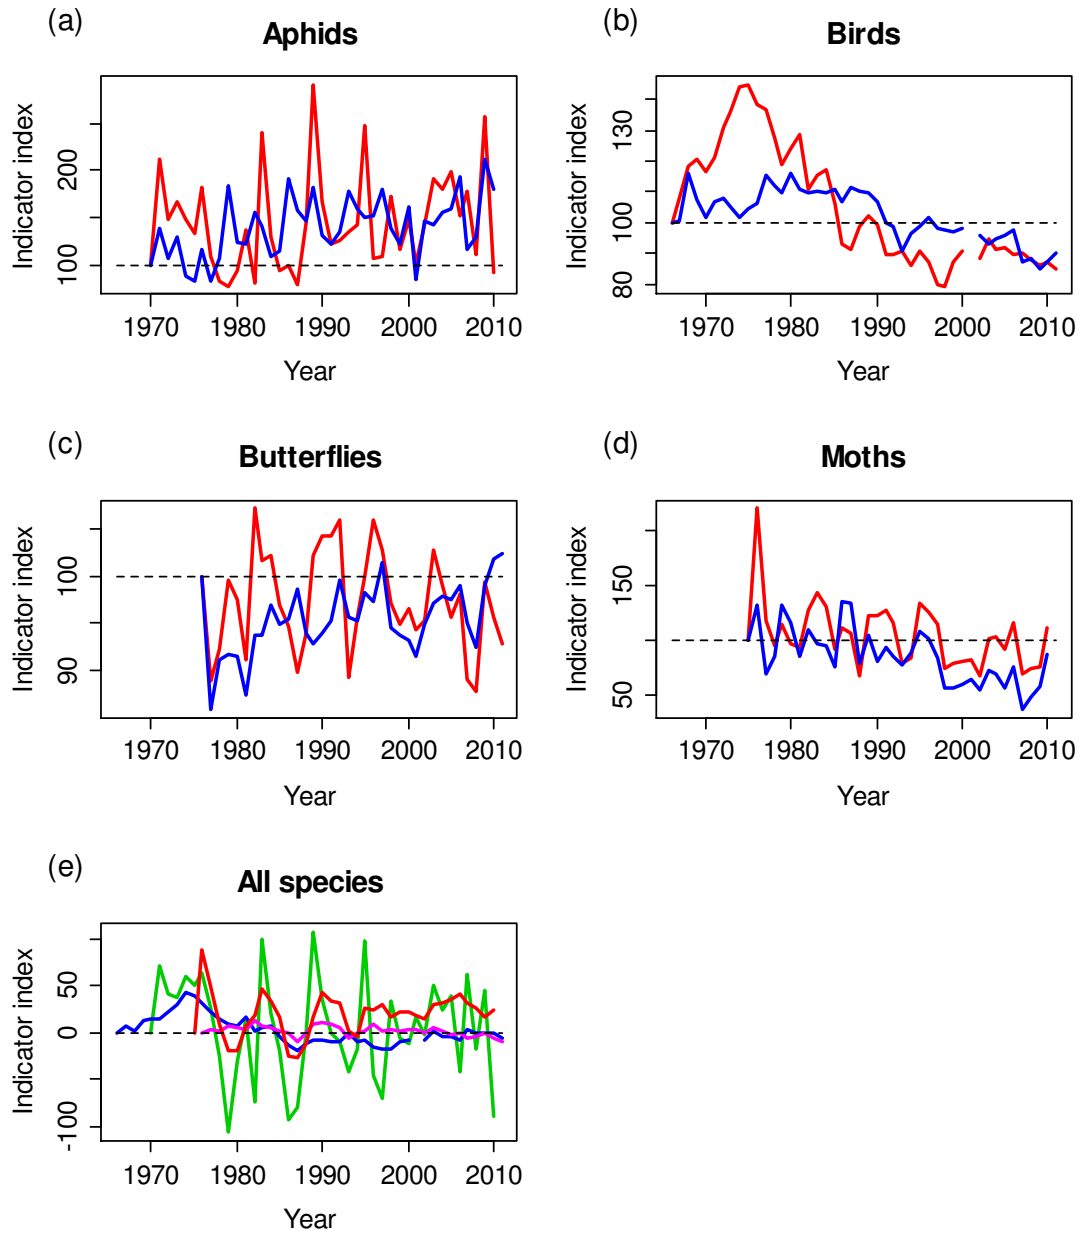 (a)
Aphids
Indicator index
100
200
1970 1980 1990 2000 2010
Year
(b)
Birds
Indicator index
80
100
130
1970 1980 1990 2000 2010
Year
(c)
Butterflies
Indicator index
90
100
1970 1980 1990 2000 2010
Year
(d)
Moths
Indicator index
50
150
1970 1980 1990 2000 2010
Year
(e)
All species
Indicator index
-100
0
50
1970 1980 1990 2000 2010
Year